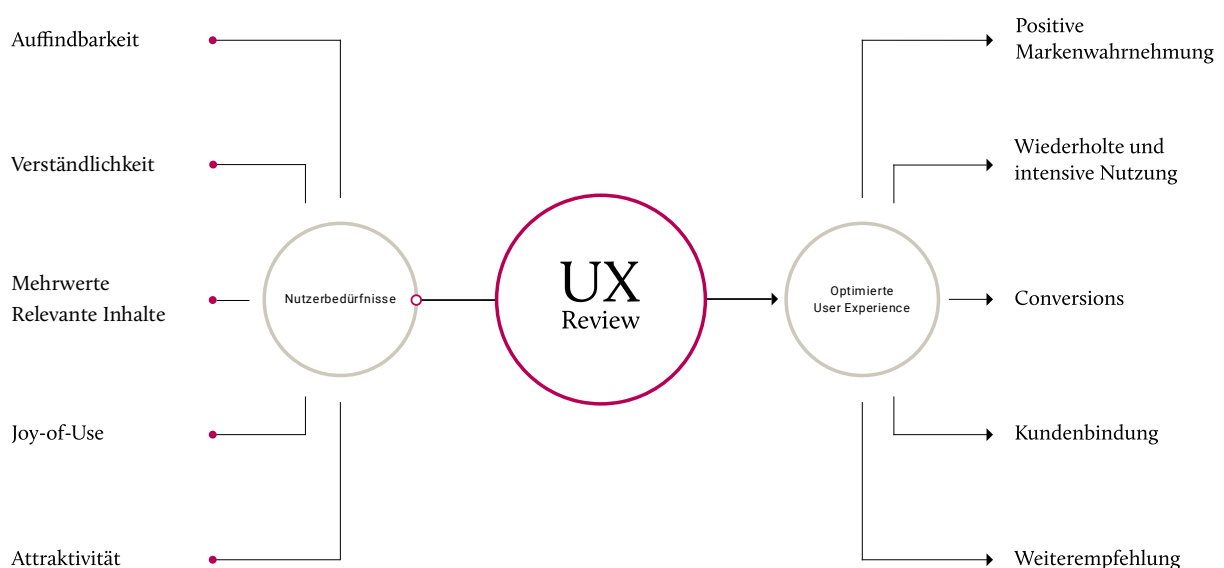 Auffindbarkeit
Verständlichkeit
Mehrwerte
Relevante Inhalte
Joy-of-Use
Attraktivität
Nutzerbedürfnisse
UX
Review
Optimierte
User Experience
Positive
Markenwahrnehmung
Wiederholte und
intensive Nutzung
Conversions
Kundenbindung
Weiterempfehlung